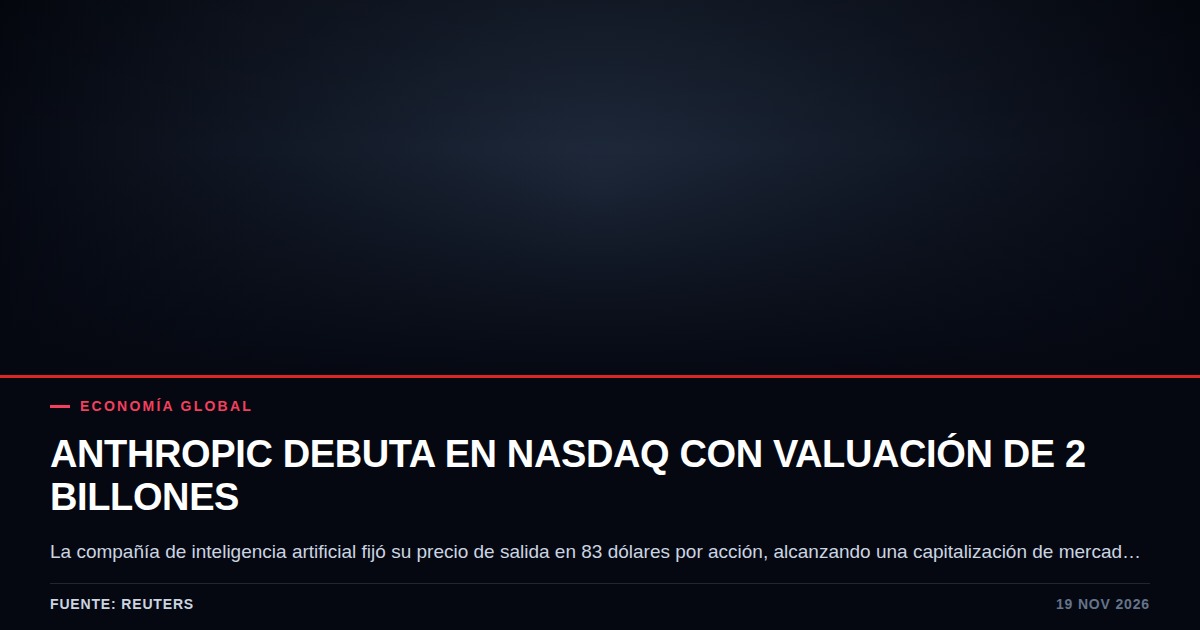 ECONOMÍA GLOBAL
ANTHROPIC DEBUTA EN NASDAQ CON VALUACIÓN DE 2
BILLONES
La compañía de inteligencia artificial fijó su precio de salida en 83 dólares por acción, alcanzando una capitalización de mercad…
FUENTE: REUTERS
19 NOV 2026